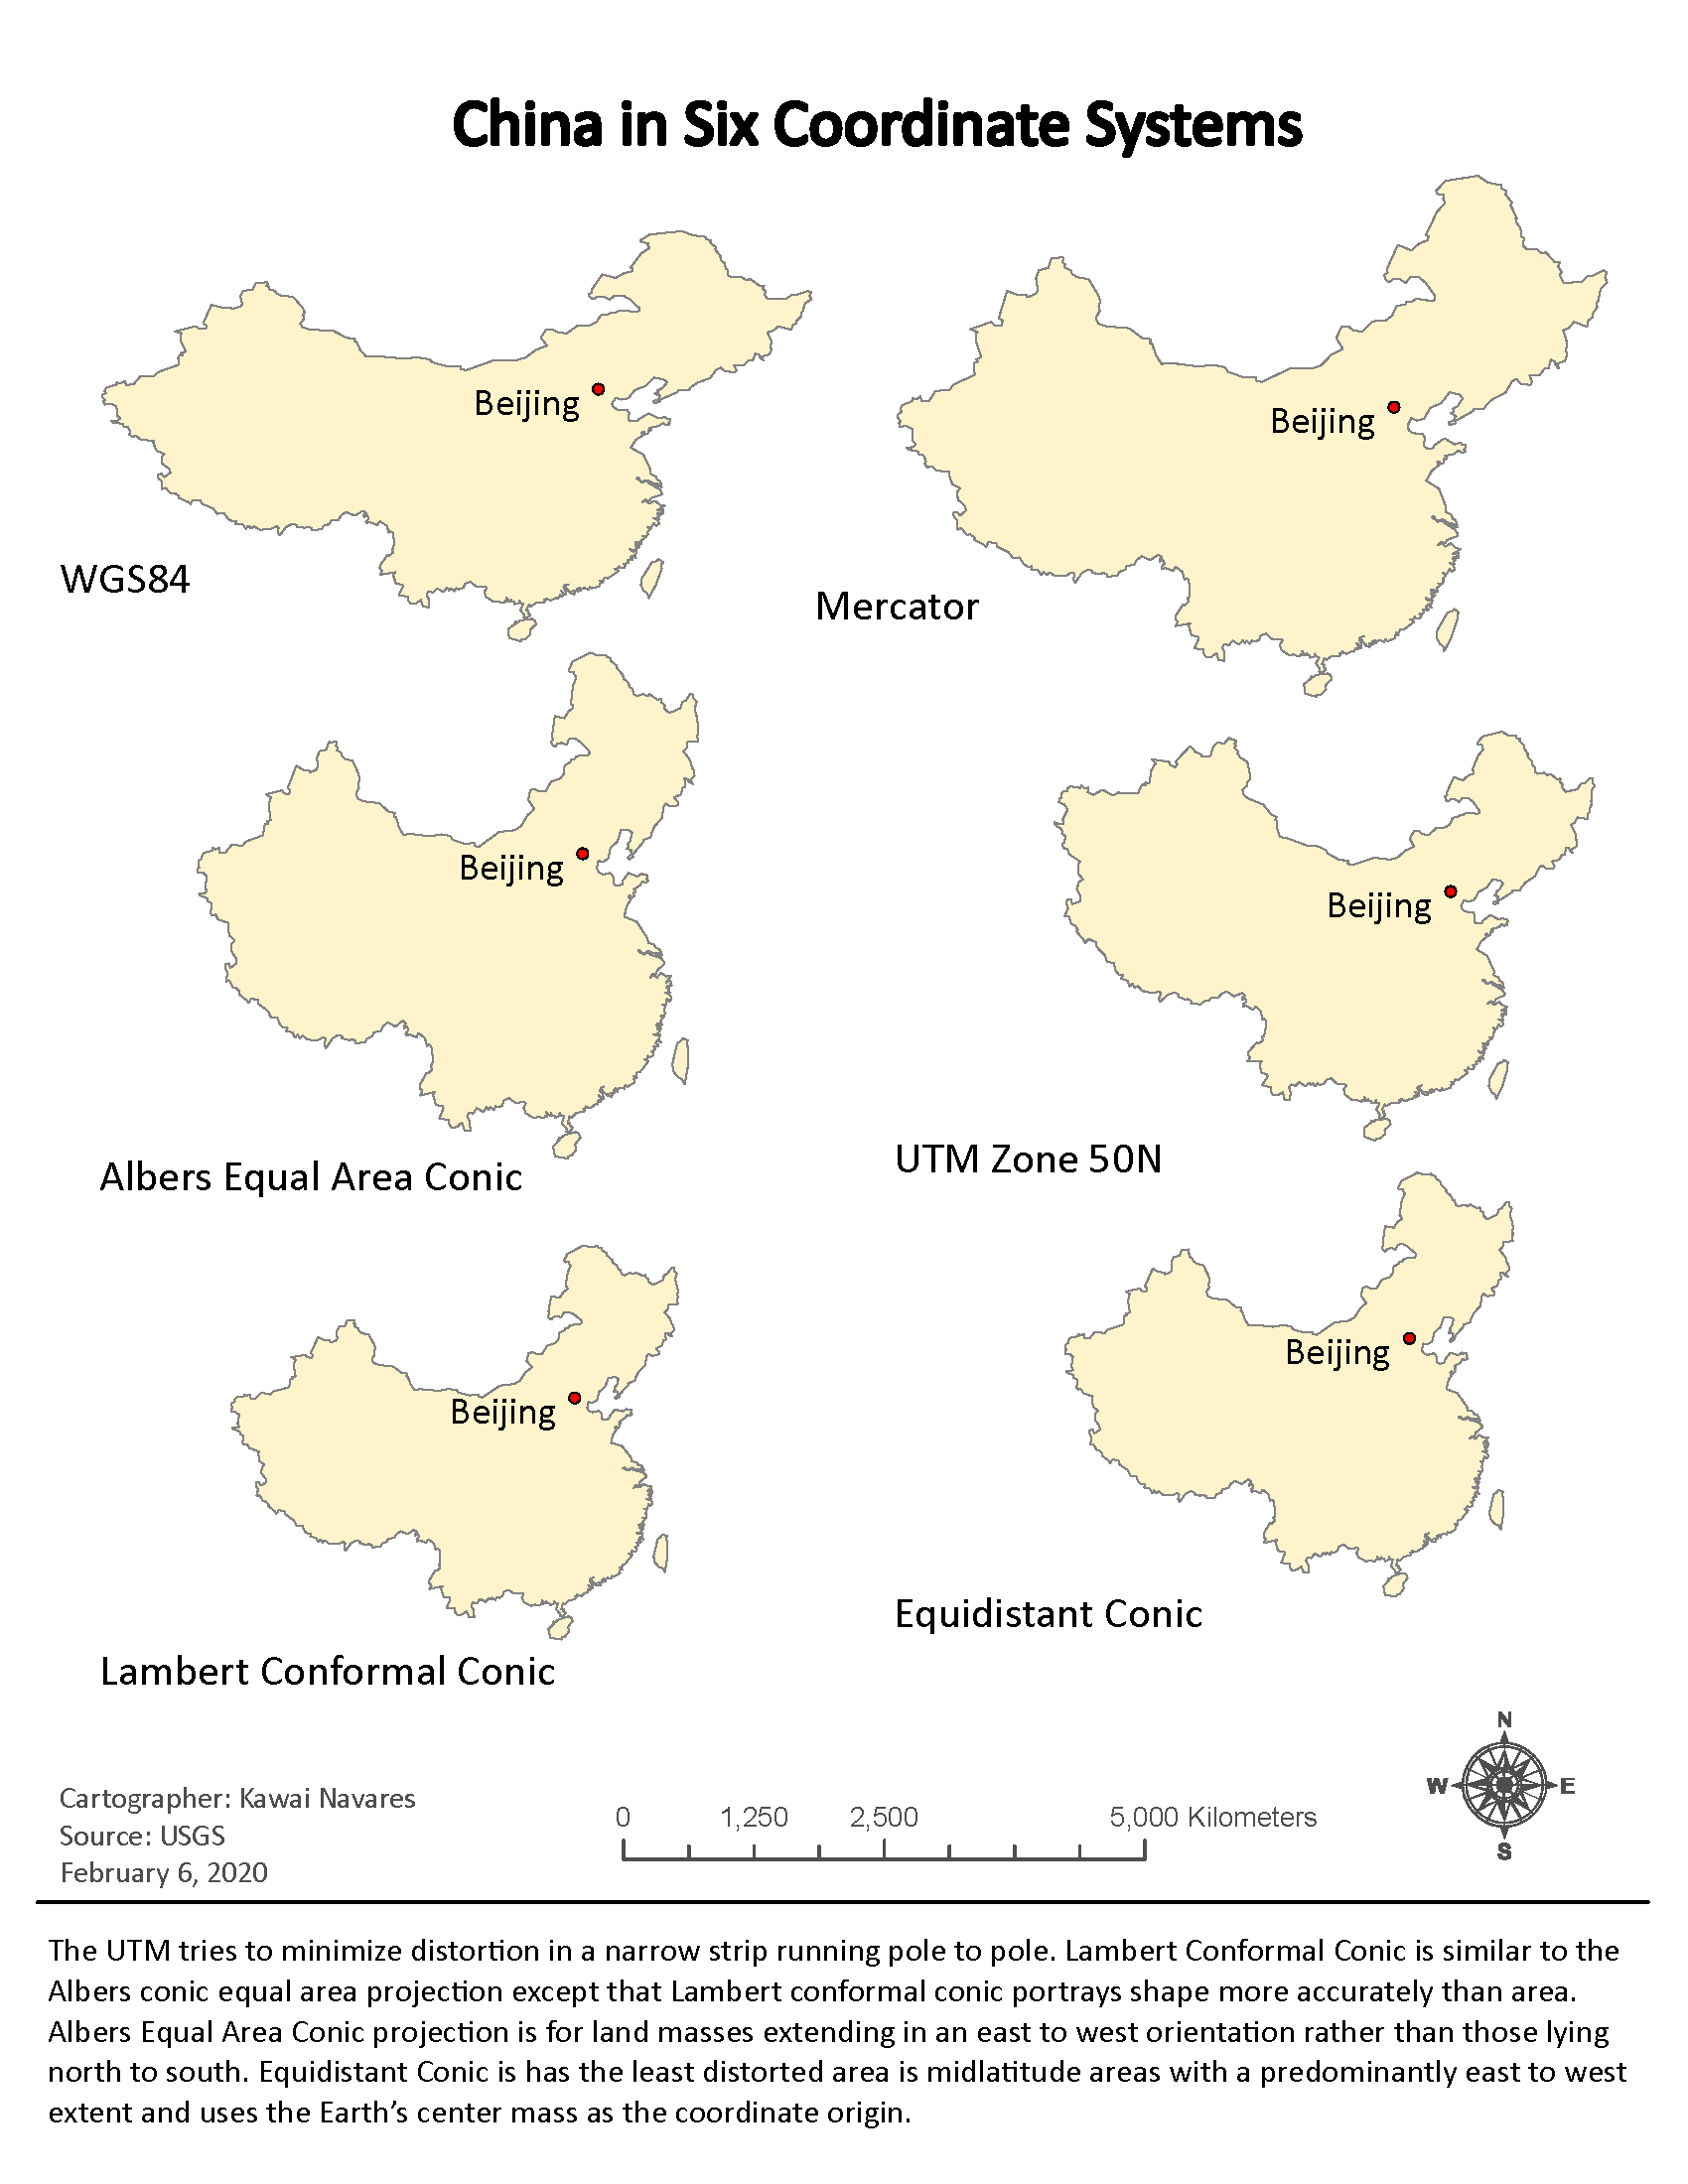 China in Six Coordinate Systems
Beijing
WGS84
Beijing
Mercator
Beijing
Albers Equal Area Conic
Beijing
UTM Zone 50N
Beijing
Lambert Conformal Conic
Beijing
Equidistant Conic
Cartographer: Kawai Navares
Source: USGS
February 6, 2020
0 1,250 2,500 5,000 Kilometers
N
W E
S
The UTM tries to minimize distortion in a narrow strip running pole to pole. Lambert Conformal Conic is similar to the
Albers conic equal area projection except that Lambert conformal conic portrays shape more accurately than area.
Albers Equal Area Conic projection is for land masses extending in an east to west orientation rather than those lying
north to south. Equidistant Conic is has the least distorted area is midlatitude areas with a predominantly east to west
extent and uses the Earth’s center mass as the coordinate origin.